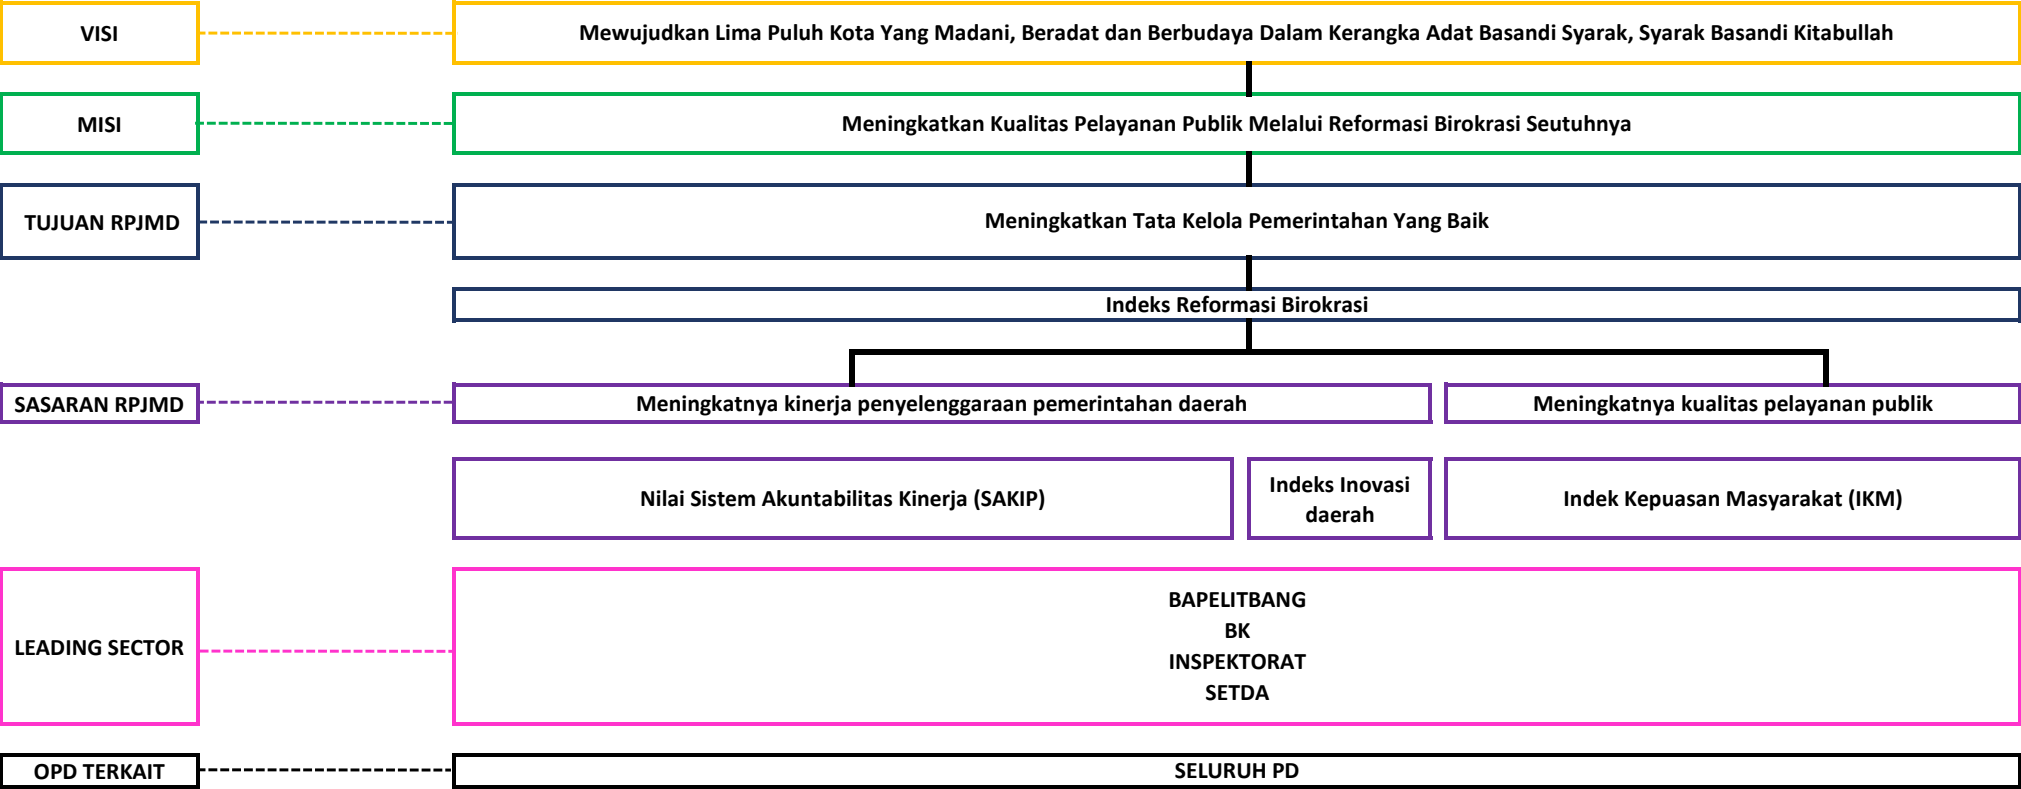 VISI
Mewujudkan Lima Puluh Kota Yang Madani, Beradat dan Berbudaya Dalam Kerangka Adat Basandi Syarak, Syarak Basandi Kitabullah
MISI
Meningkatkan Kualitas Pelayanan Publik Melalui Reformasi Birokrasi Seutuhnya
TUJUAN RPJMD
Meningkatkan Tata Kelola Pemerintahan Yang Baik
Indeks Reformasi Birokrasi
SASARAN RPJMD
Meningkatnya kinerja penyelenggaraan pemerintahan daerah
Meningkatnya kualitas pelayanan publik
Nilai Sistem Akuntabilitas Kinerja (SAKIP)
Indeks Inovasi
daerah
Indek Kepuasan Masyarakat (IKM)
LEADING SECTOR
BAPELITBANG
BK
INSPEKTORAT
SETDA
OPD TERKAIT
SELURUH PD